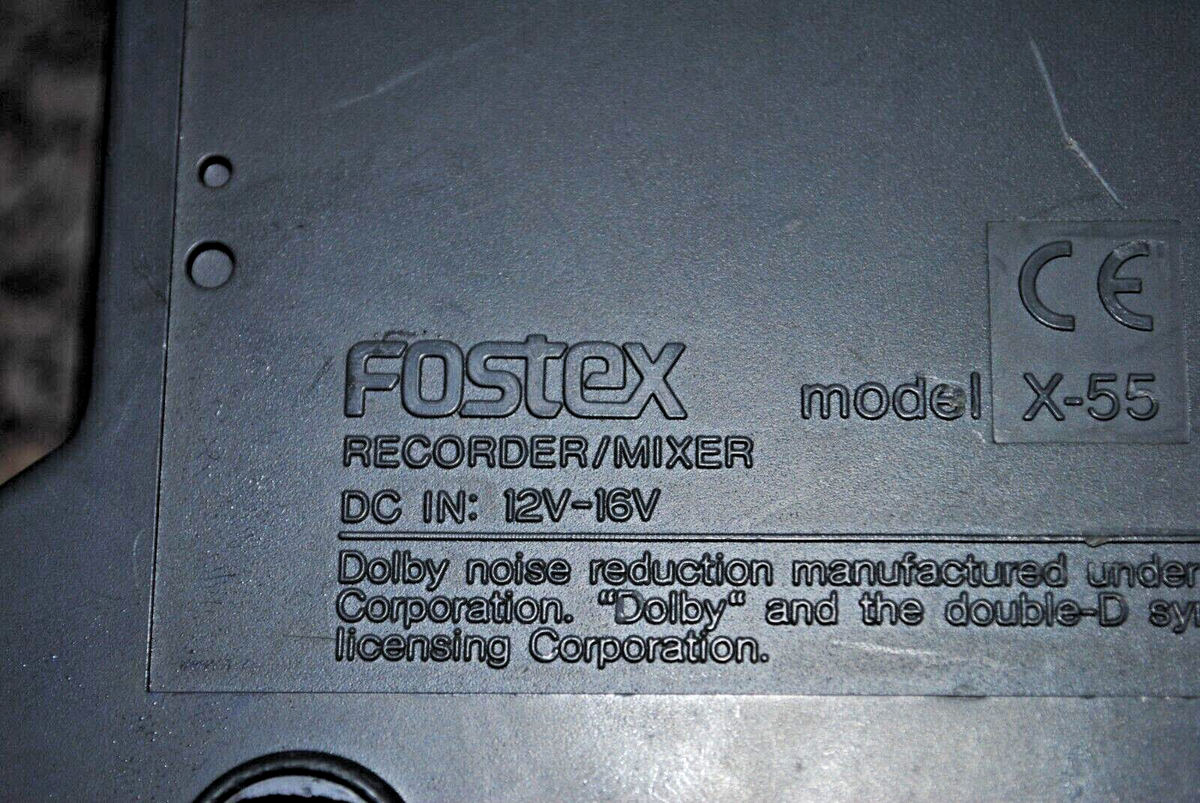 CE
Fostex model X-55
RECORDER/MIXER
DC IN: 12V-16V
Dolby noise reduction manufactured under
Corporation. "Dolby" and the double-D sy
licensing Corporation.